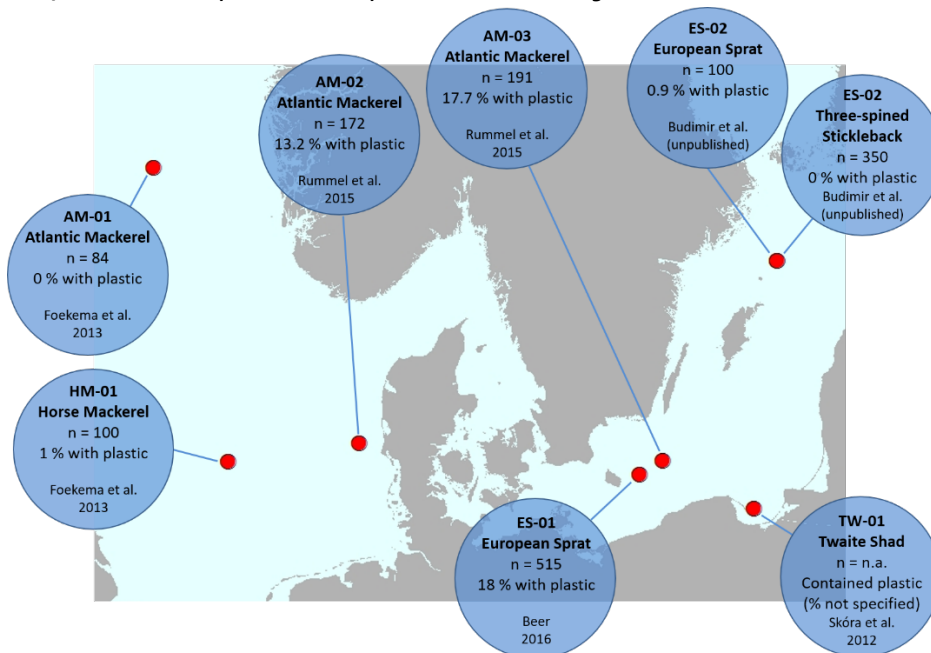 AM-01
Atlantic Mackerel
n = 84
0 % with plastic
Foekema et al.
2013
HM-01
Horse Mackerel
n = 100
1 % with plastic
Foekema et al.
2013
AM-02
Atlantic Mackerel
n = 172
13.2 % with plastic
Rummel et al.
2015
AM-03
Atlantic Mackerel
n = 191
17.7 % with plastic
Rummel et al.
2015
ES-02
European Sprat
n = 100
0.9 % with plastic
Budimir et al.
(unpublished)
ES-02
Three-spined
Stickleback
n = 350
0 % with plastic
Budimir et al.
(unpublished)
ES-01
European Sprat
n = 515
18 % with plastic
Beer
2016
TW-01
Twaite Shad
n = n.a.
Contained plastic
(% not specified)
Skóra et al.
2012